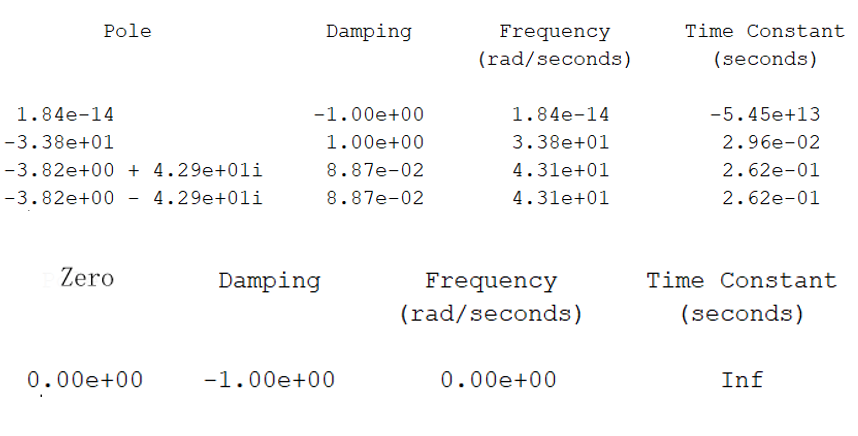 Pole Damping Frequency Time Constant
(rad/seconds) (seconds)
1.84e-14 -1.00e+00 1.84e-14 -5.45e+13
-3.38e+01 1.00e+00 3.38e+01 2.96e-02
-3.82e+00 + 4.29e+01i 8.87e-02 4.31e+01 2.62e-01
-3.82e+00 - 4.29e+01i 8.87e-02 4.31e+01 2.62e-01
Zero Damping Frequency Time Constant
(rad/seconds) (seconds)
0.00e+00 -1.00e+00 0.00e+00 Inf